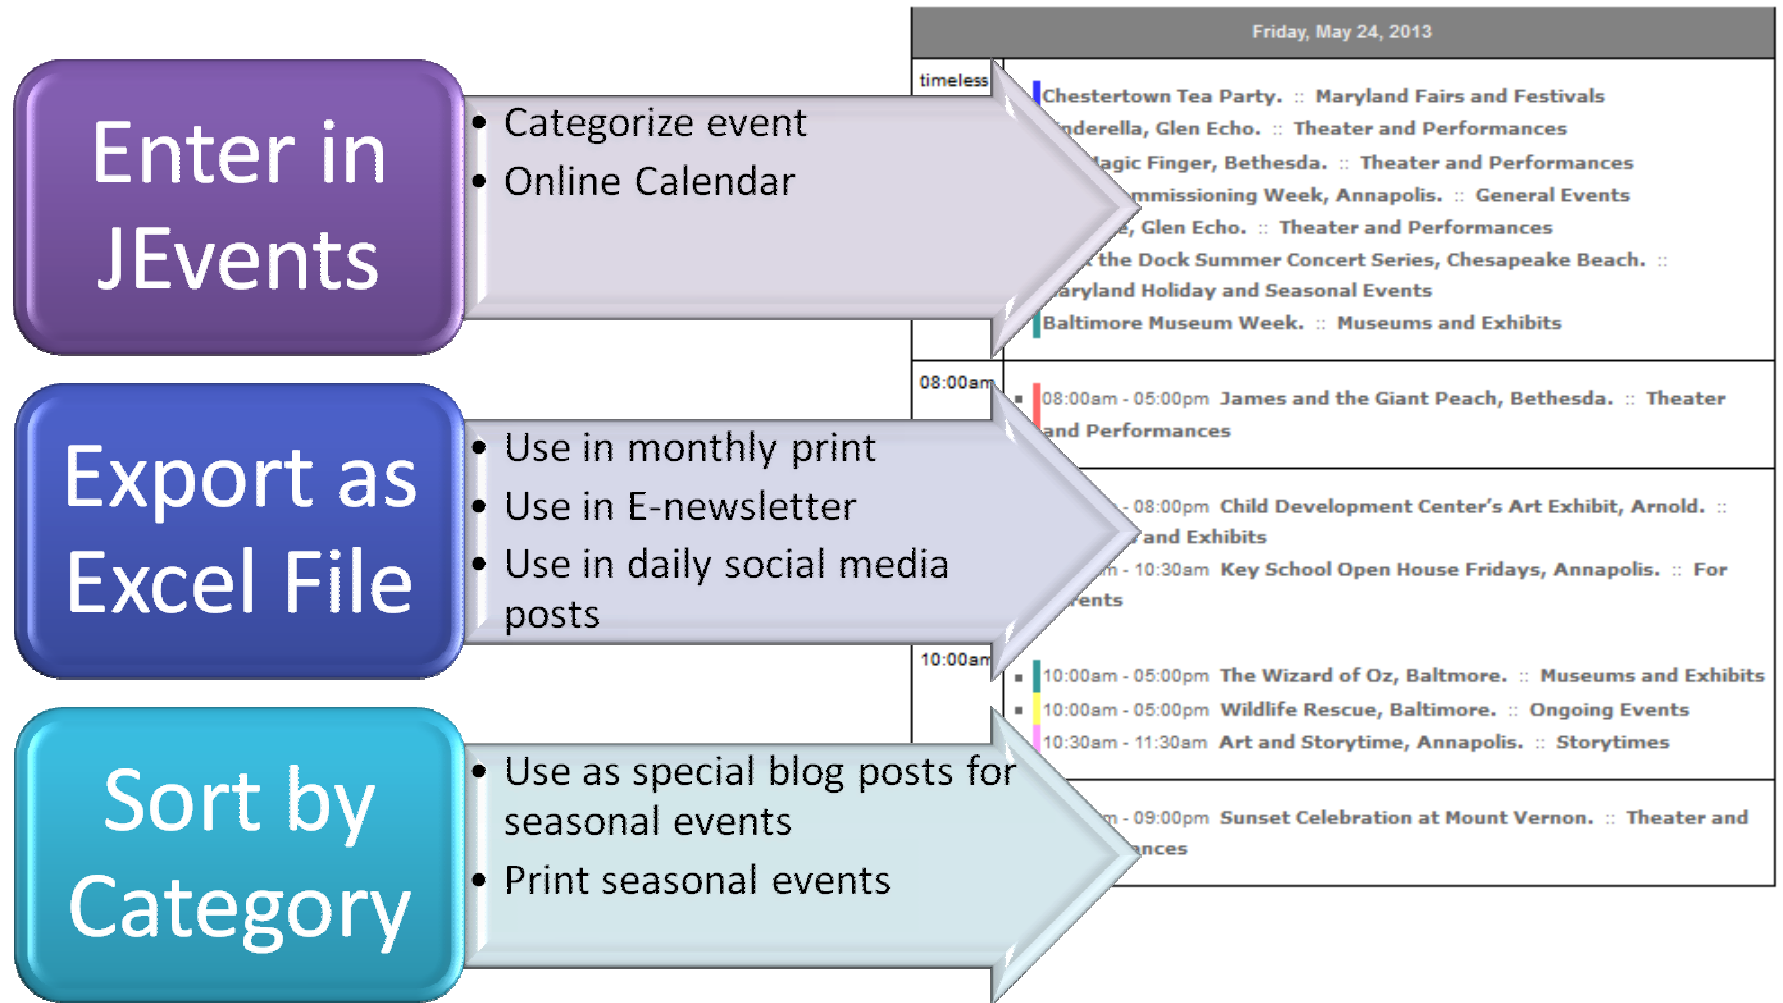 Enter in
JEvents
• Categorize event
• Online Calendar
Export as
Excel File
• Use in monthly print
• Use in E-newsletter
• Use in daily social media
posts
Sort by
Category
• Use as special blog posts for
seasonal events
• Print seasonal events
Friday, May 24, 2013
timeless
Chestertown Tea Party. :: Maryland Fairs and Festivals
Glen Echo. :: Theater and Performances
Magic Finger, Bethesda. :: Theater and Performances
Week, Annapolis. :: General Events
Glen Echo. :: Theater and Performances
the Dock Summer Concert Series, Chesapeake Beach. ::
Holiday and Seasonal Events
Baltimore Museum Week. :: Museums and Exhibits
08:00am
08:00am - 05:00pm James and the Giant Peach, Bethesda. :: Theater
and Performances
- 08:00pm Child Development Center's Art Exhibit, Arnold. ::
and Exhibits
- 10:30am Key School Open House Fridays, Annapolis. :: For
10:00am
10:00am - 05:00pm The Wizard of Oz, Baltmore. :: Museums and Exhibits
10:00am - 05:00pm Wildlife Rescue, Baltimore. :: Ongoing Events
10:30am - 11:30am Art and Storytime, Annapolis. :: Storytimes
- 09:00pm Sunset Celebration at Mount Vernon. :: Theater and